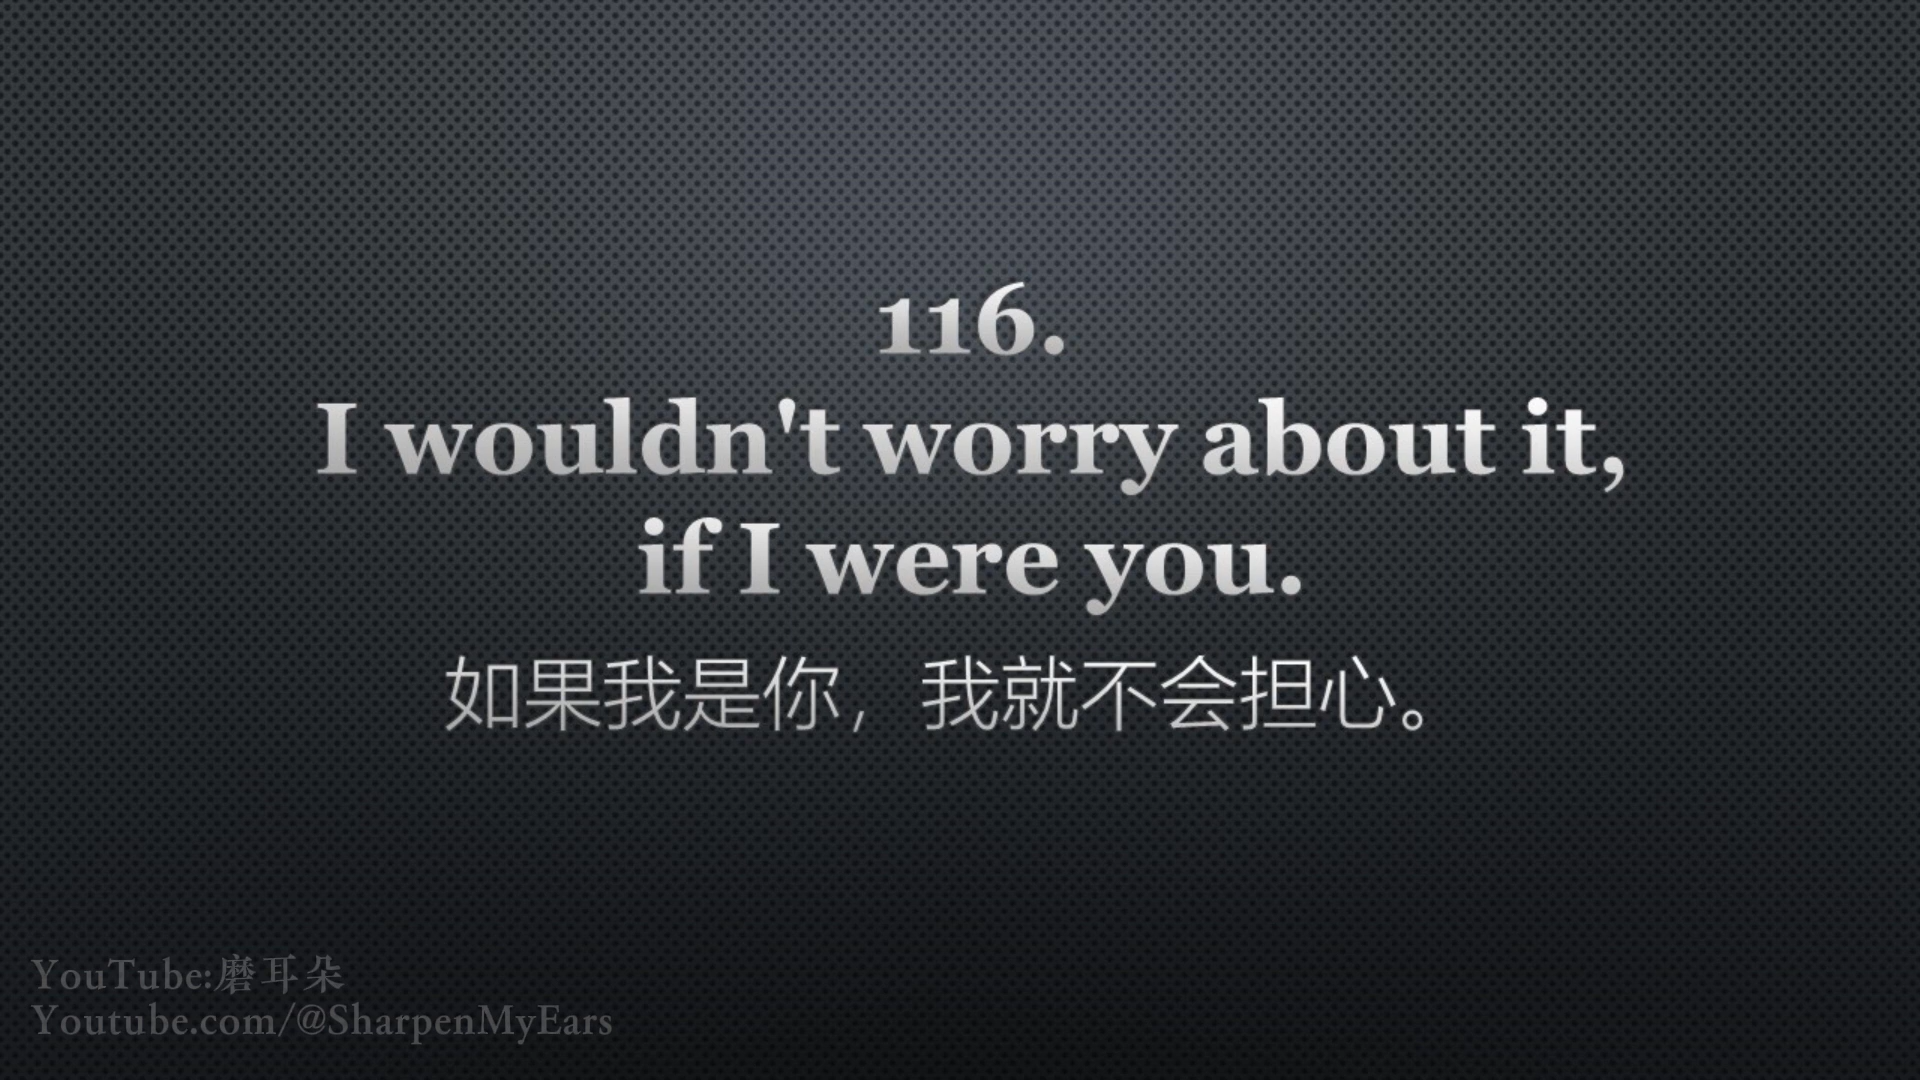 116.
I wouldn't worry about it,
if I were you.
如果我是你，我就不会担心。
YouTube:磨耳朵
Youtube.com/@SharpenMyEars